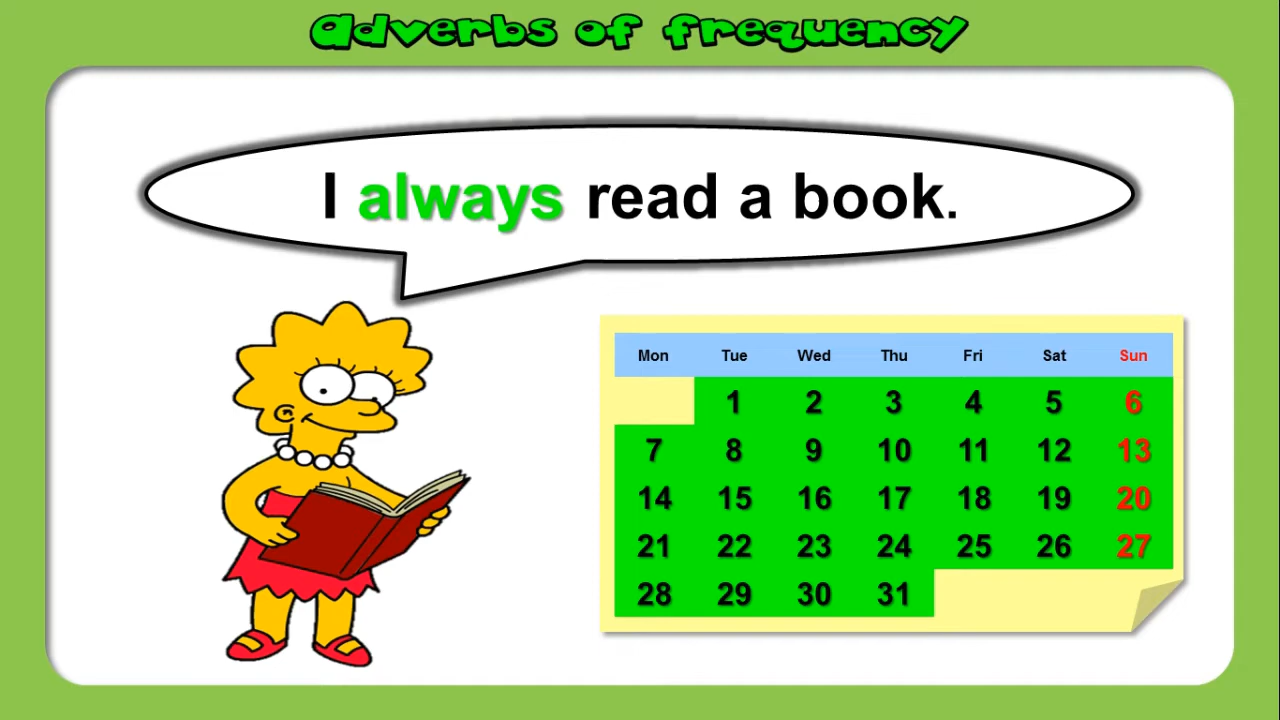 adverbs of frequency
I always read a book.
Mon Tue Wed Thu Fri Sat Sun
1 2 3 4 5 6
7 8 9 10 11 12 13
14 15 16 17 18 19 20
21 22 23 24 25 26 27
28 29 30 31